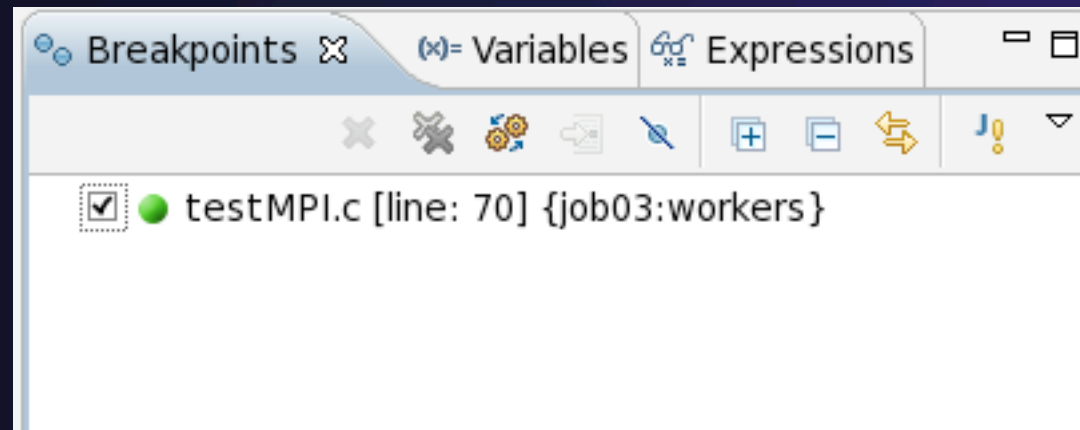 Breakpoints (x)= Variables Expressions
testMPI.c [line: 70] {job03:workers}